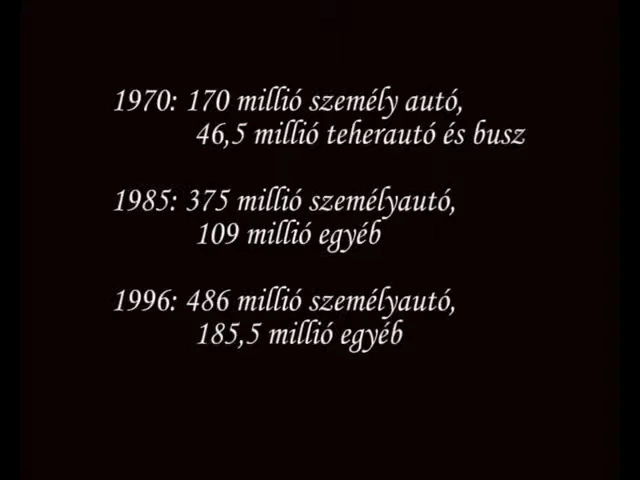 1970: 170 millió személy autó,
46,5 millió teherautó és busz
1985: 375 millió személyautó,
109 millió egyéb
1996: 486 millió személyautó,
185,5 millió egyéb